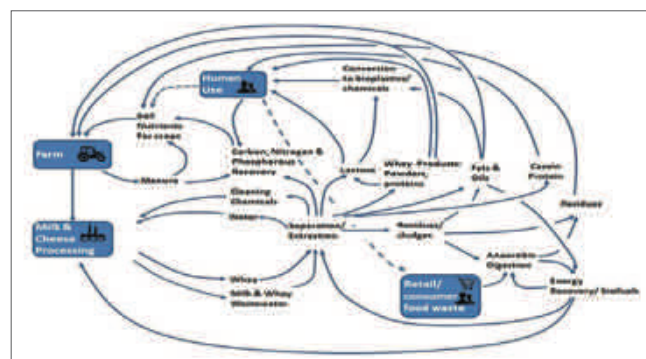 Human
Use
Conversion
to bioplastics/
chemicals
Soil
Nutrients
For crops
Farm
Carbon, Nitrogen &
Phosphorous
Recovery
Lactose
Whey Products:
Powders,
proteins
Fats &
Oils
Casein
Protein
Manure
Cleaning
Chemicals
Residues
Water
Milk &
Cheese
Processing
Separation/
Extraction
Residues/
sludges
Anaerobic
Digestion
Whey
Milk & Whey
Wastewater
Retail/
consumer
food waste
Energy
Recovery/ Biofuels